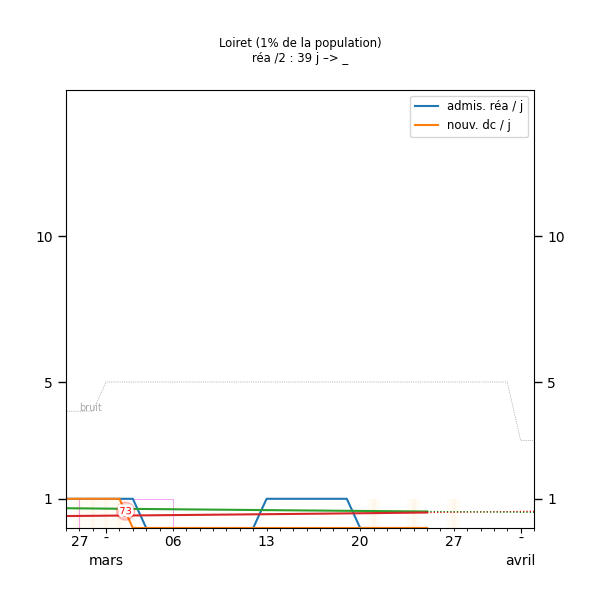 Loiret (1% de la population)
réa /2 : 39 j –> _
admis. réa / j
nouv. dc / j
10 10
5 5
bruit
1 1
73
27 - 06 13 20 27 -
mars avril